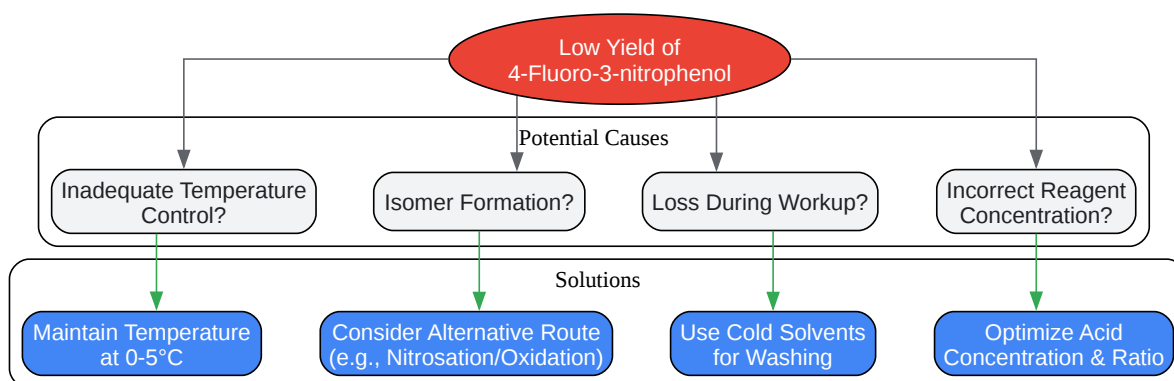 Low Yield of
4-Fluoro-3-nitrophenol
Potential Causes
Inadequate Temperature
Control?
Isomer Formation?
Loss During Workup?
Incorrect Reagent
Concentration?
Solutions
Maintain Temperature
at 0-5°C
Consider Alternative Route
(e.g., Nitrosation/Oxidation)
Use Cold Solvents
for Washing
Optimize Acid
Concentration & Ratio